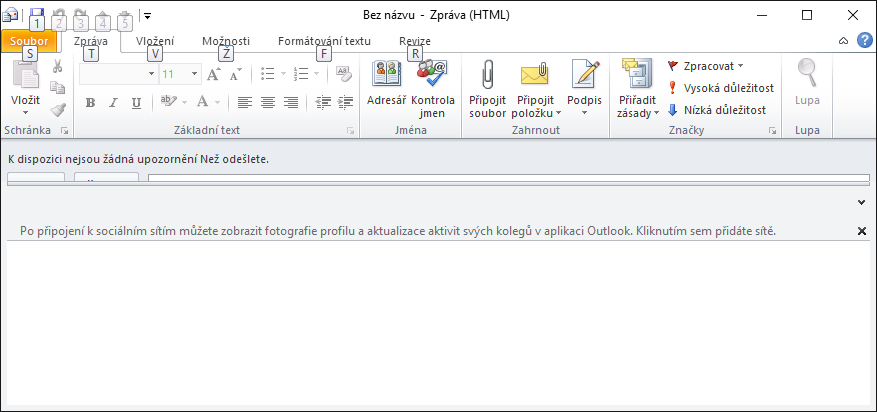 Bez názvu - Zpráva (HTML)
1 2 3 4 5
Soubor Zpráva Vložení Možnosti Formátování textu Revize
S T V Ž F R
11
Vložit
B I U
Adresář
Kontrola
jmen
Připojit
soubor
Připojit
položku
Podpis
Přiřadit
zásady
Zpracovat
Vysoká důležitost
Nízká důležitost
Lupa
Schránka Základní text Jména Zahrnout Značky Lupa
K dispozici nejsou žádná upozornění Než odešlete.
Po připojení k sociálním sítím můžete zobrazit fotografie profilu a aktualizace aktivit svých kolegů v aplikaci Outlook. Kliknutím sem přidáte sítě.